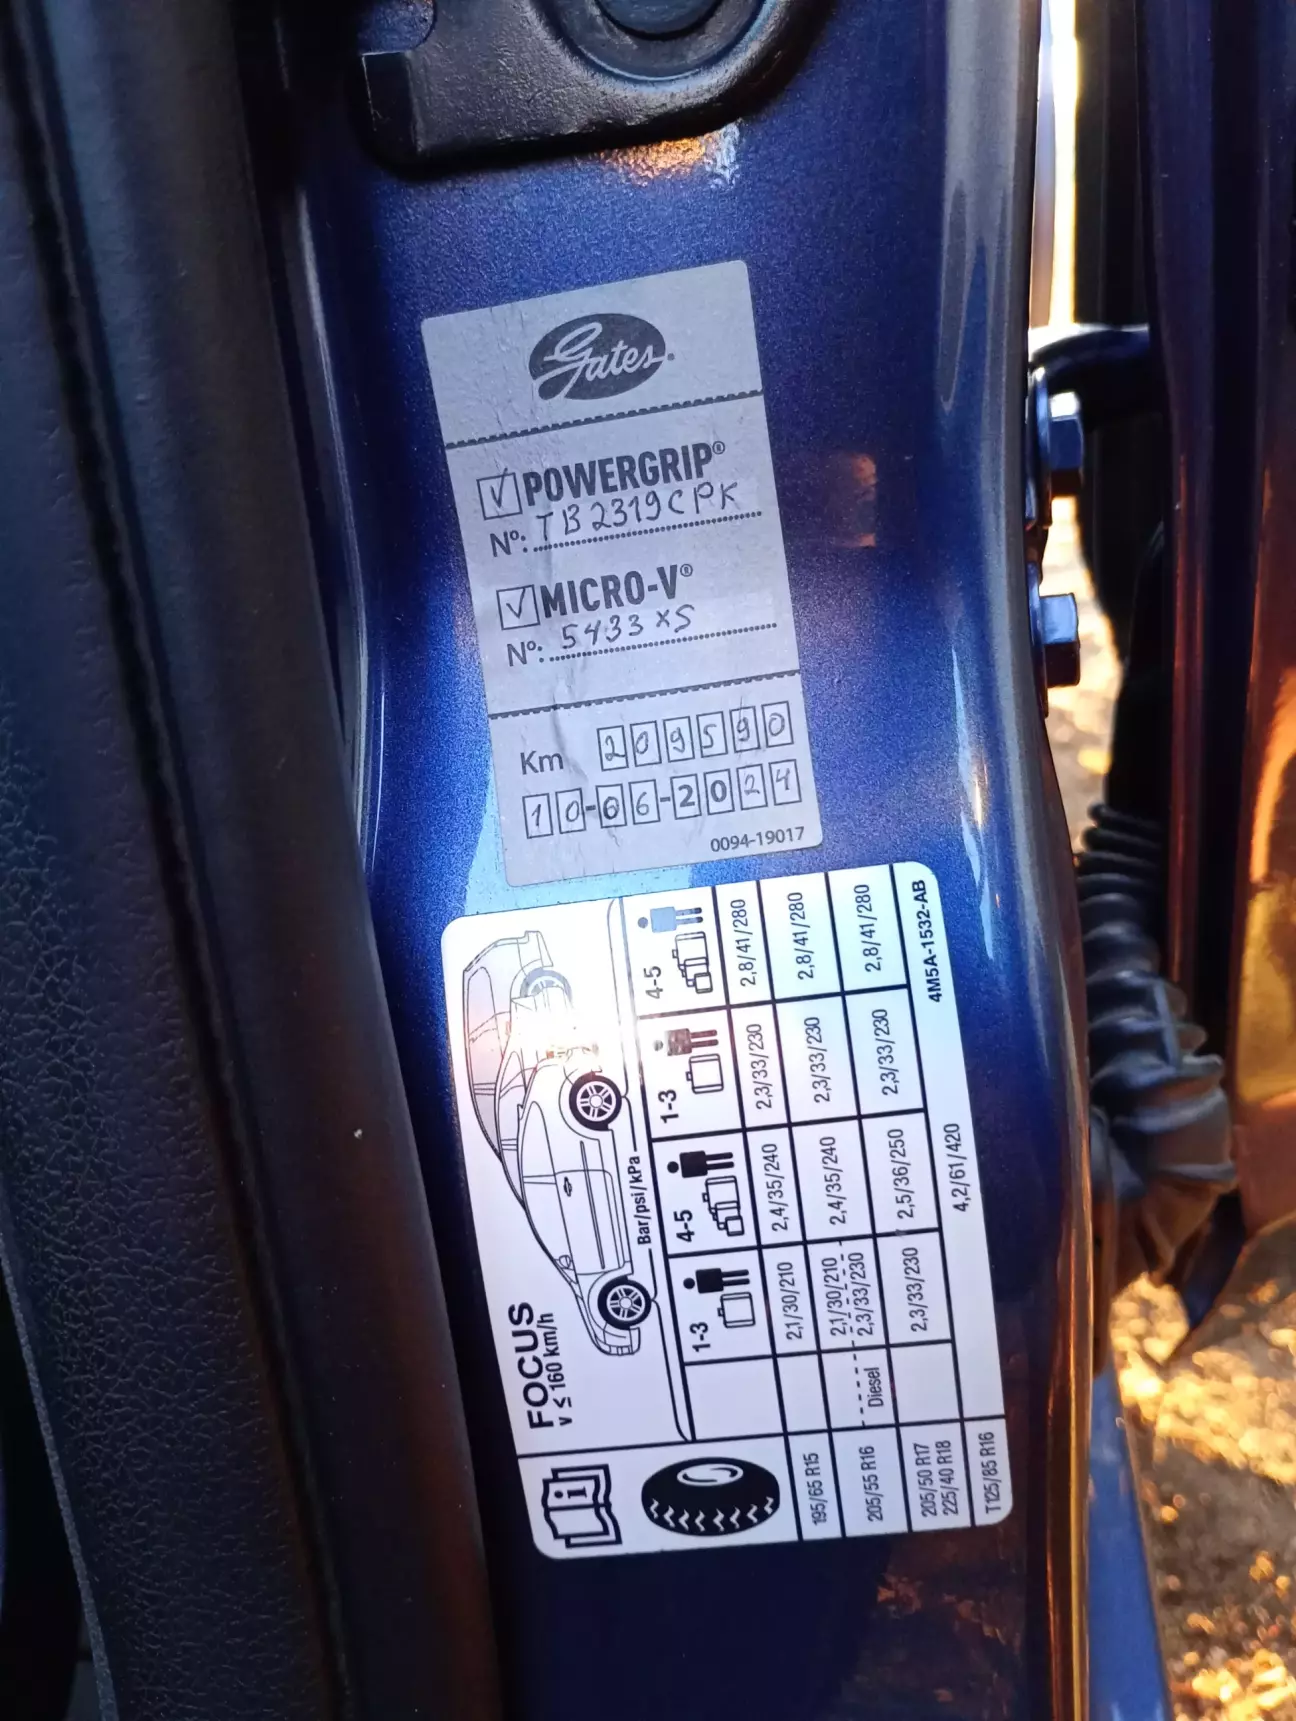 Gates®
POWERGRIP®
Nº: TB2319CPK
MICRO-V®
Nº: 5433XS
Km 209590
10-06-2024
0094-19017
FOCUS
v ≤ 160 km/h
Bar/psi/kPa
1-3 4-5 1-3 4-5
195/65 R15 2,1/30/210 2,4/35/240 2,3/33/230 2,8/41/280
205/55 R16 2,1/30/210 2,4/35/240 2,3/33/230 2,8/41/280
Diesel 2,3/33/230
205/50 R17 2,3/33/230 2,5/36/250 2,3/33/230 2,8/41/280
225/40 R18
T125/85 R16 4,2/61/420
4M5A-1532-AB